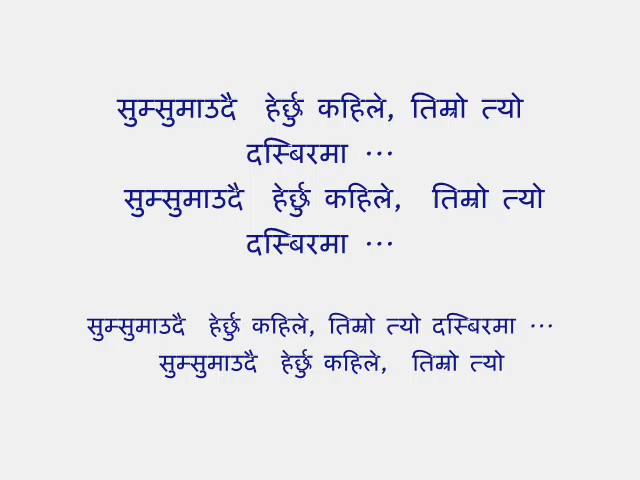 सुम्सुमाउदै हेर्छु कहिले, तिम्रो त्यो
दस्बिरमा ...
सुम्सुमाउदै हेर्छु कहिले, तिम्रो त्यो
दस्बिरमा ...
सुम्सुमाउदै हेर्छु कहिले, तिम्रो त्यो दस्बिरमा ...
सुम्सुमाउदै हेर्छु कहिले, तिम्रो त्यो